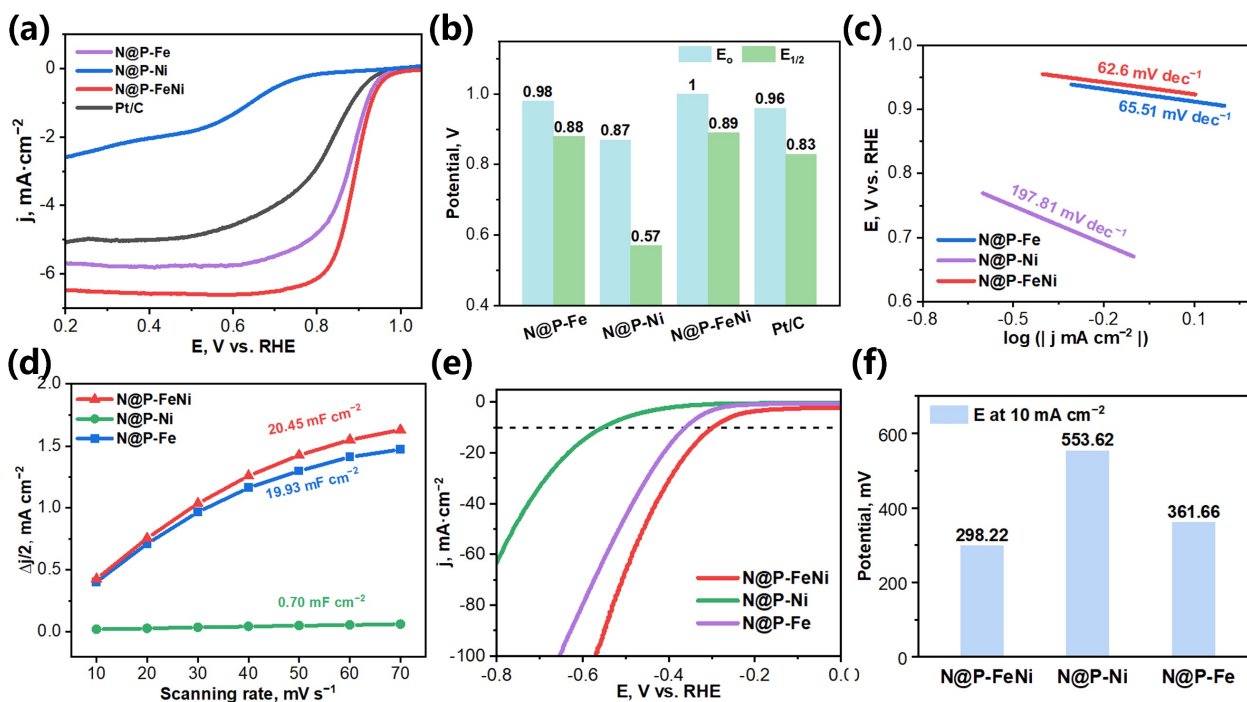 (a)
N@P-Fe
N@P-Ni
N@P-FeNi
Pt/C
0
-2
-4
-6
j, mA·cm⁻²
0.2 0.4 0.6 0.8 1.0
E, V vs. RHE
(b)
Eₒ E₁/₂
1.0
0.8
0.6
0.4
Potential, V
0.98 0.88 0.87 0.57 1 0.89 0.96 0.83
N@P-Fe N@P-Ni N@P-FeNi Pt/C
(c)
1.0
0.9
0.8
0.7
0.6
E, V vs. RHE
62.6 mV dec⁻¹
65.51 mV dec⁻¹
197.81 mV dec⁻¹
N@P-Fe
N@P-Ni
N@P-FeNi
-0.8 -0.4 -0.2 0.1
log (| j mA cm⁻² |)
(d)
2.0
1.5
1.0
0.5
0.0
Δj/2, mA cm⁻²
N@P-FeNi
N@P-Ni
N@P-Fe
20.45 mF cm⁻²
19.93 mF cm⁻²
0.70 mF cm⁻²
10 20 30 40 50 60 70
Scanning rate, mV s⁻¹
(e)
0
-20
-40
-60
-80
-100
j, mA·cm⁻²
N@P-FeNi
N@P-Ni
N@P-Fe
-0.8 -0.6 -0.4 -0.2 0.0
E, V vs. RHE
(f)
E at 10 mA cm⁻²
600
400
200
0
Potential, mV
298.22 553.62 361.66
N@P-FeNi N@P-Ni N@P-Fe